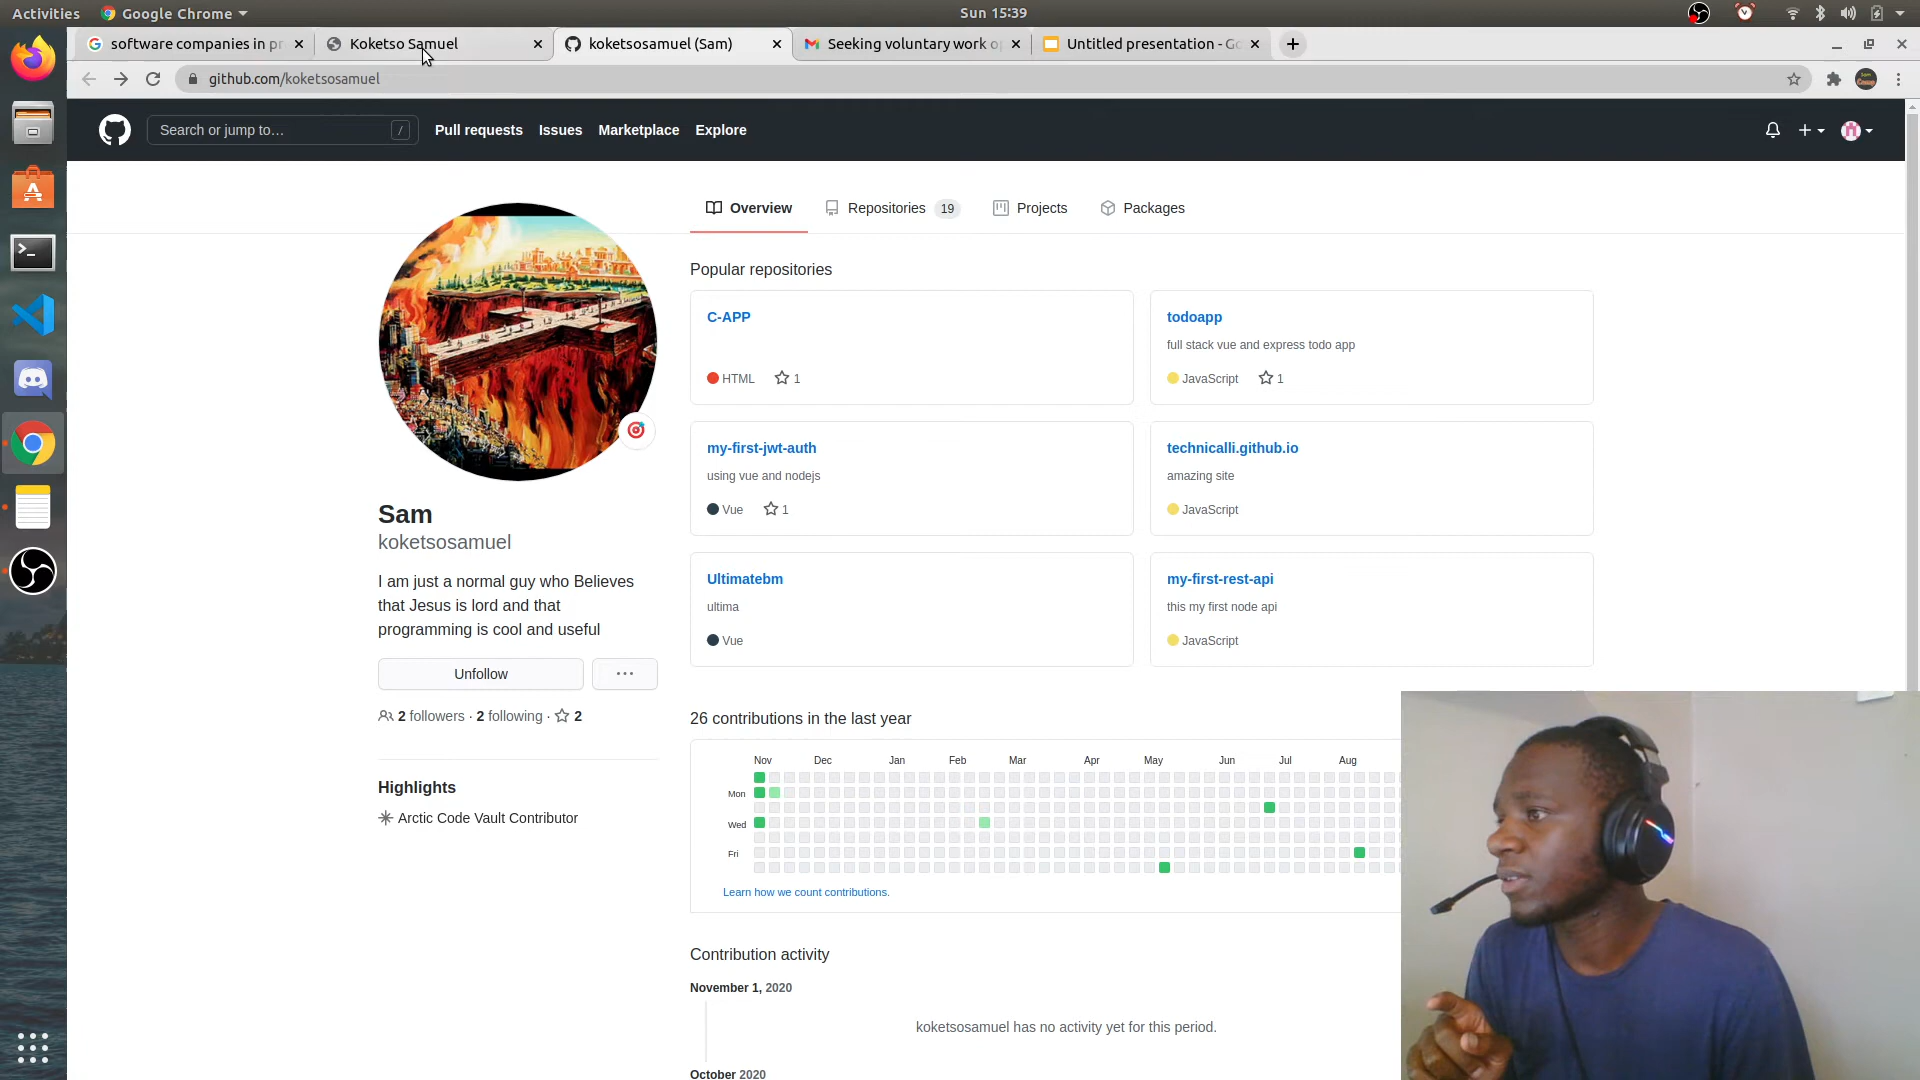 Activities
Google Chrome
Sun 15:39
software companies in pr
Koketso Samuel
koketsosamuel (Sam)
Seeking voluntary work op
Untitled presentation - Go
github.com/koketsosamuel
Search or jump to…
/
Pull requests
Issues
Marketplace
Explore
Overview
Repositories 19
Projects
Packages
Popular repositories
C-APP
HTML 1
todoapp
full stack vue and express todo app
JavaScript 1
my-first-jwt-auth
using vue and nodejs
Vue 1
technicalli.github.io
amazing site
JavaScript
Ultimatebm
ultima
Vue
my-first-rest-api
this my first node api
JavaScript
Sam
koketsosamuel
I am just a normal guy who Believes
that Jesus is lord and that
programming is cool and useful
Unfollow
···
2 followers · 2 following · 2
Highlights
Arctic Code Vault Contributor
26 contributions in the last year
Nov Dec Jan Feb Mar Apr May Jun Jul Aug
Mon
Wed
Fri
Learn how we count contributions.
Contribution activity
November 1, 2020
koketsosamuel has no activity yet for this period.
October 2020